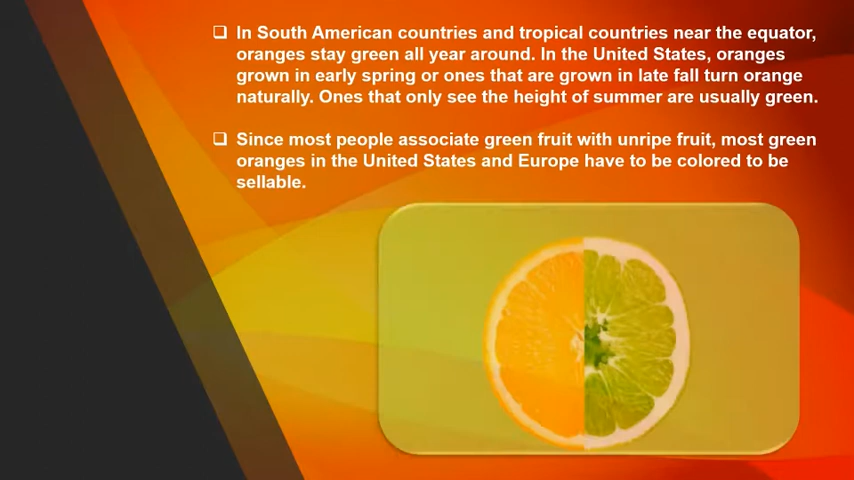 In South American countries and tropical countries near the equator,
oranges stay green all year around. In the United States, oranges
grown in early spring or ones that are grown in late fall turn orange
naturally. Ones that only see the height of summer are usually green.
Since most people associate green fruit with unripe fruit, most green
oranges in the United States and Europe have to be colored to be
sellable.